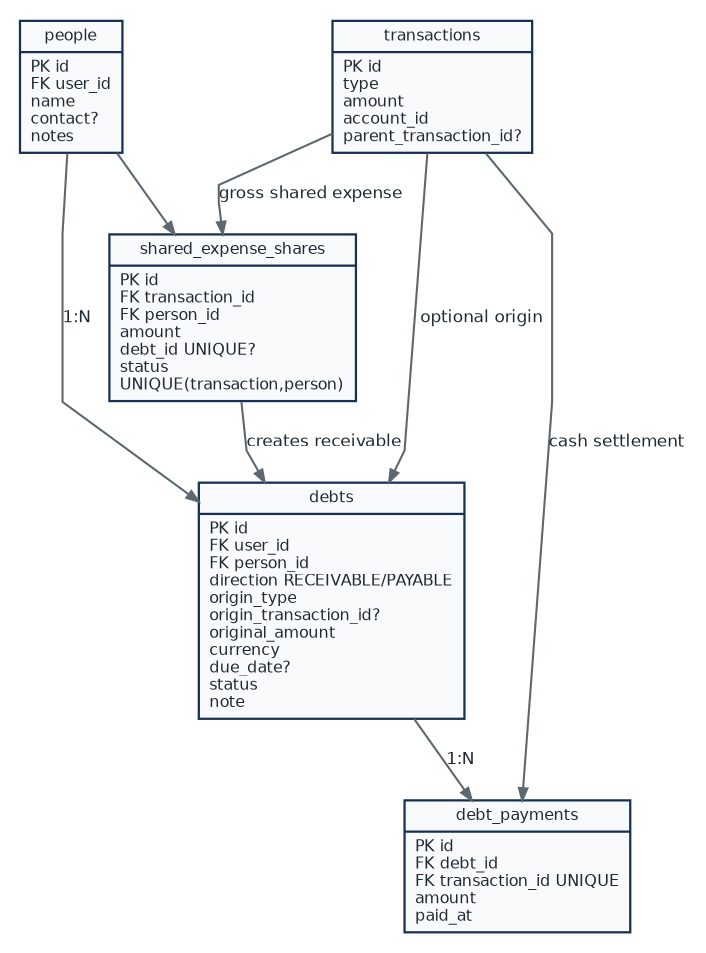 people
PK id
FK user_id
name
contact?
notes
transactions
PK id
type
amount
account_id
parent_transaction_id?
gross shared expense
shared_expense_shares
PK id
FK transaction_id
FK person_id
amount
debt_id UNIQUE?
status
UNIQUE(transaction,person)
1:N
optional origin
creates receivable
cash settlement
debts
PK id
FK user_id
FK person_id
direction RECEIVABLE/PAYABLE
origin_type
origin_transaction_id?
original_amount
currency
due_date?
status
note
1:N
debt_payments
PK id
FK debt_id
FK transaction_id UNIQUE
amount
paid_at